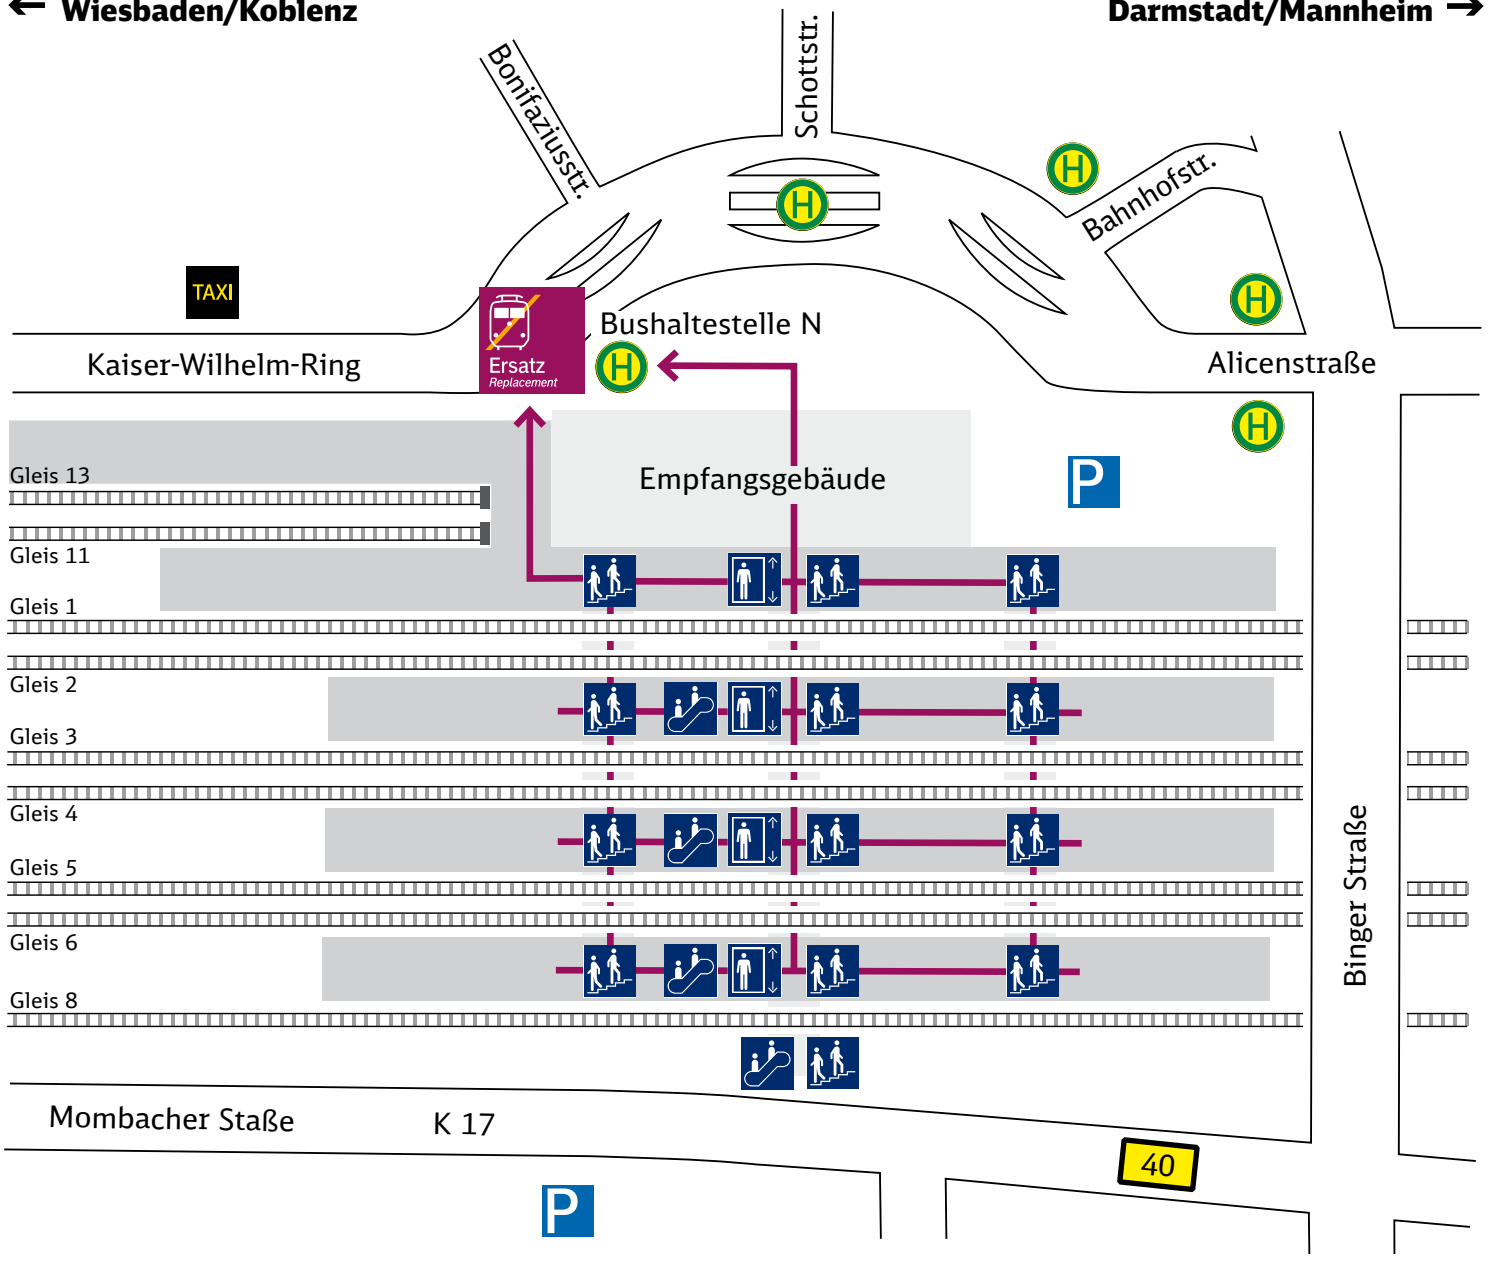 ← Wiesbaden/Koblenz
Darmstadt/Mannheim →
Bonifaziusstr.
Schottstr.
Bahnhofstr.
H
H
H
TAXI
Ersatz
Replacement
Bushaltestelle N
H
Kaiser-Wilhelm-Ring
Alicenstraße
H
P
Empfangsgebäude
Gleis 13
Gleis 11
Gleis 1
Gleis 2
Gleis 3
Gleis 4
Gleis 5
Gleis 6
Gleis 8
Binger Straße
Mombacher Staße
K 17
40
P